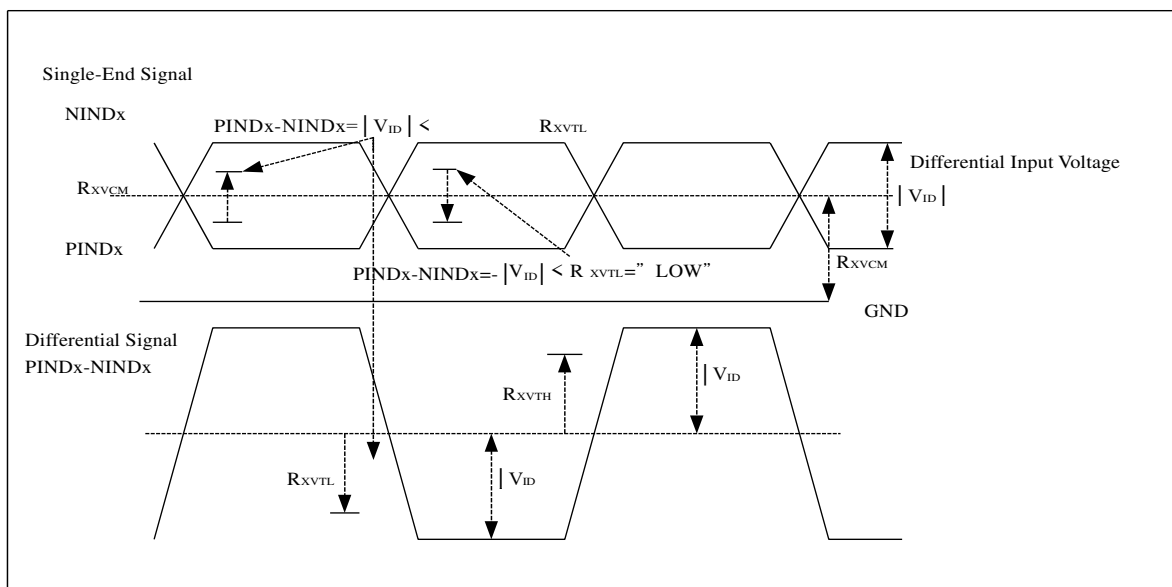 Single-End Signal
NINDx
PINDx-NINDx=|VID| <
RXVTL
Differential Input Voltage
|VID|
RXVCM
PINDx
PINDx-NINDx=-|VID| < R XVTL=” LOW”
RXVCM
GND
Differential Signal
PINDx-NINDx
|VID
RXVTH
RXVTL
|VID